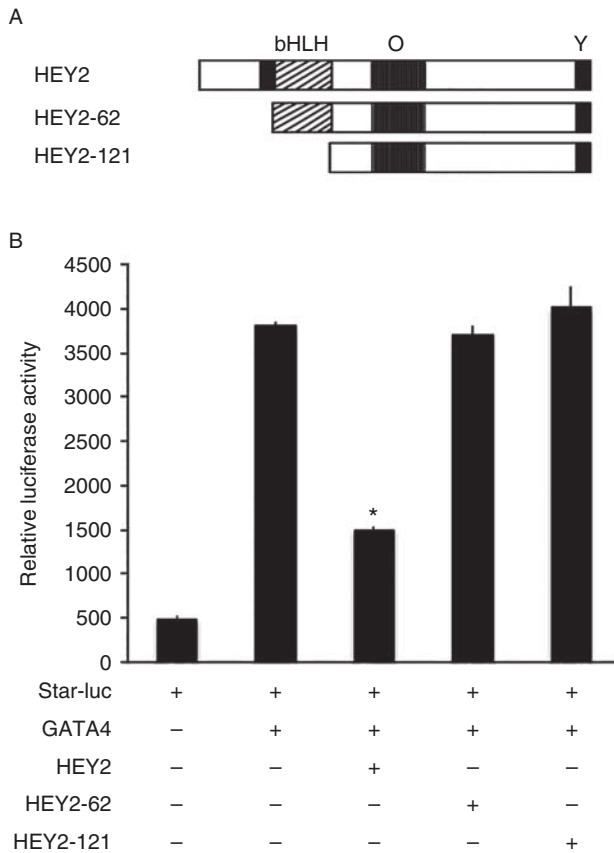 A
bHLH O Y
HEY2
HEY2-62
HEY2-121
B
4500
4000
3500
3000
2500
2000
1500
1000
500
0
Relative luciferase activity
*
Star-luc + + + + +
GATA4 – + + + +
HEY2 – – + – –
HEY2-62 – – – + –
HEY2-121 – – – – +